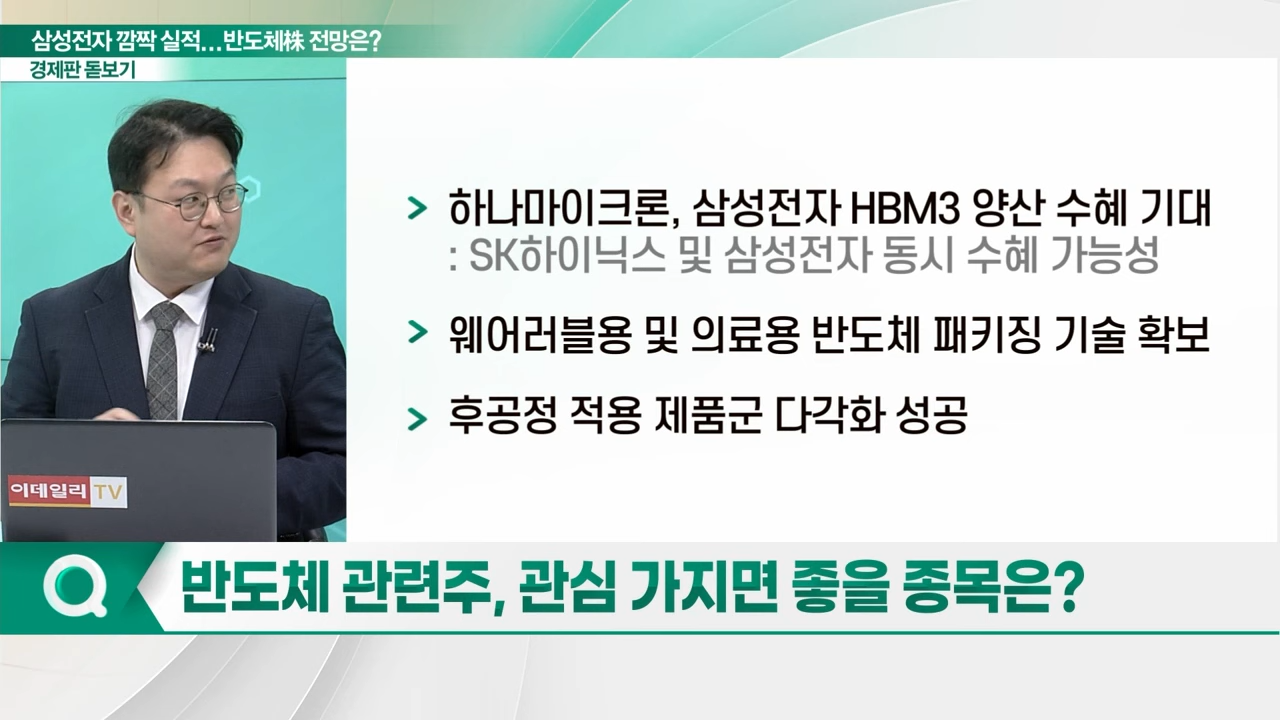 삼성전자 깜짝 실적...반도체株 전망은?
경제판 돋보기
> 하나마이크론, 삼성전자 HBM3 양산 수혜 기대
: SK하이닉스 및 삼성전자 동시 수혜 가능성
> 웨어러블용 및 의료용 반도체 패키징 기술 확보
> 후공정 적용 제품군 다각화 성공
이데일리 TV
Q 반도체 관련주, 관심 가지면 좋을 종목은?